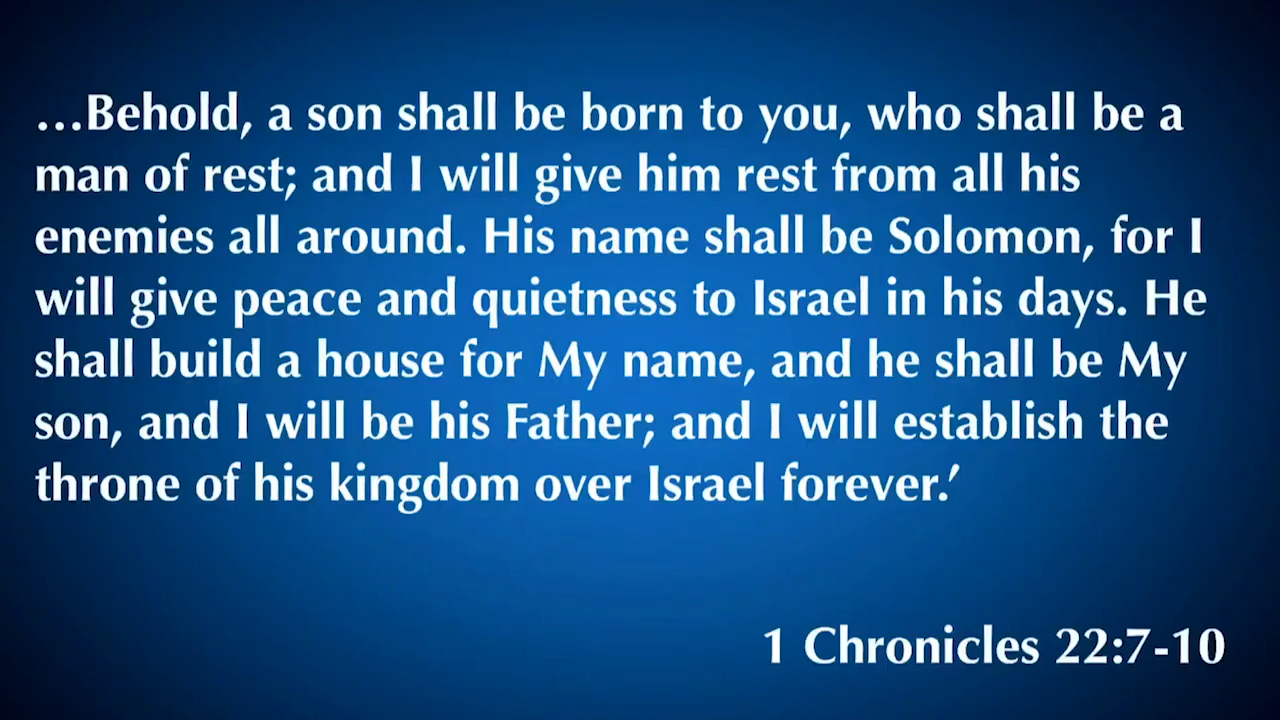 …Behold, a son shall be born to you, who shall be a
man of rest; and I will give him rest from all his
enemies all around. His name shall be Solomon, for I
will give peace and quietness to Israel in his days. He
shall build a house for My name, and he shall be My
son, and I will be his Father; and I will establish the
throne of his kingdom over Israel forever.’
1 Chronicles 22:7-10